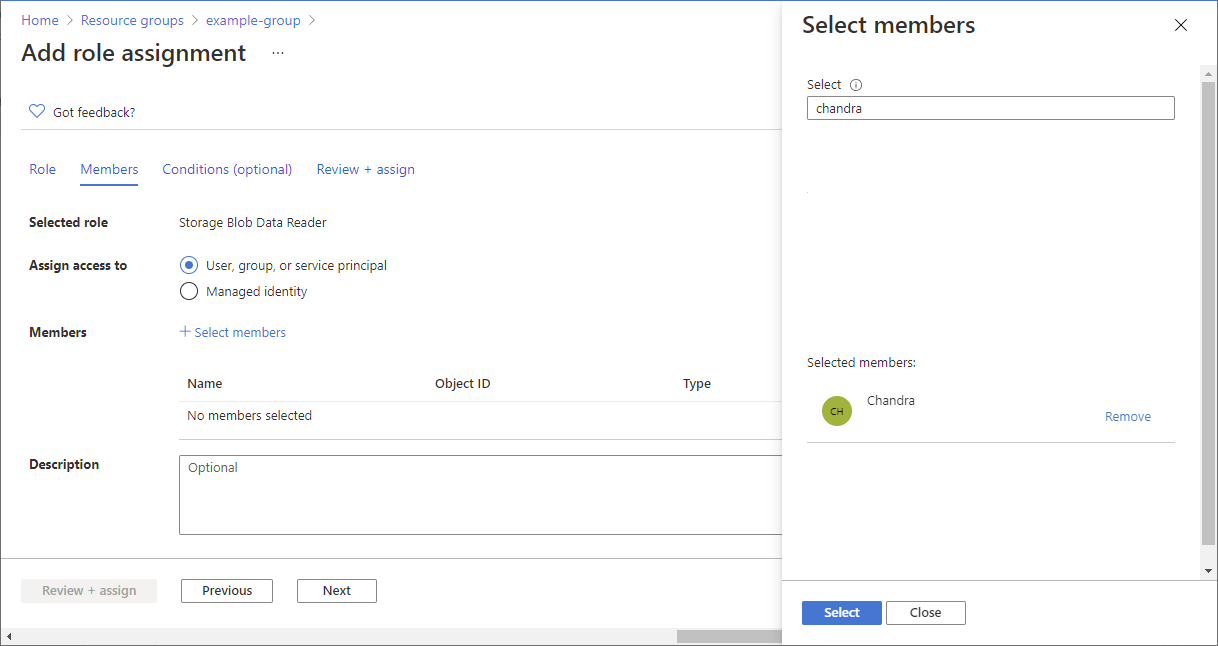 Home > Resource groups > example-group >
Add role assignment ...
Got feedback?
Role Members Conditions (optional) Review + assign
Selected role Storage Blob Data Reader
Assign access to User, group, or service principal
Managed identity
Members + Select members
Name Object ID Type
No members selected
Description Optional
Review + assign Previous Next
Select members
Select
chandra
Selected members:
CH Chandra
Remove
Select Close